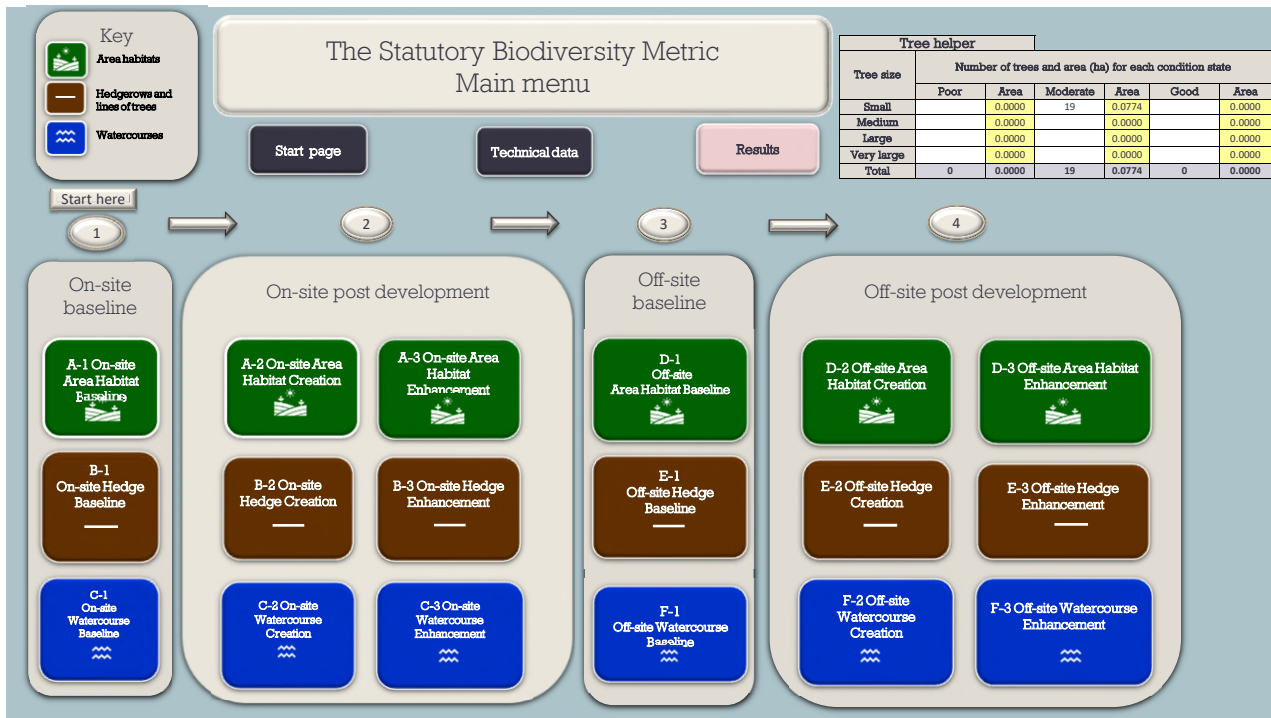 Key
Area habitats
Hedgerows and
lines of trees
Watercourses
The Statutory Biodiversity Metric
Main menu
Start page
Technical data
Results
Tree helper
Tree size
Number of trees and area (ha) for each condition state
Poor Area Moderate Area Good Area
Small 0.0000 19 0.0774 0.0000
Medium 0.0000 0.0000 0.0000
Large 0.0000 0.0000 0.0000
Very large 0.0000 0.0000 0.0000
Total 0 0.0000 19 0.0774 0 0.0000
Start here
1
2
3
4
On-site
baseline
A-1 On-site
Area Habitat
Baseline
B-1
On-site Hedge
Baseline
C-1
On-site
Watercourse
Baseline
On-site post development
A-2 On-site Area
Habitat Creation
A-3 On-site Area
Habitat
Enhancement
B-2 On-site
Hedge Creation
B-3 On-site Hedge
Enhancement
C-2 On-site
Watercourse
Creation
C-3 On-site
Watercourse
Enhancement
Off-site
baseline
D-1
Off-site
Area Habitat Baseline
E-1
Off-site Hedge
Baseline
F-1
Off-site Watercourse
Baseline
Off-site post development
D-2 Off-site Area
Habitat Creation
D-3 Off-site Area Habitat
Enhancement
E-2 Off-site Hedge
Creation
E-3 Off-site Hedge
Enhancement
F-2 Off-site
Watercourse
Creation
F-3 Off-site Watercourse
Enhancement